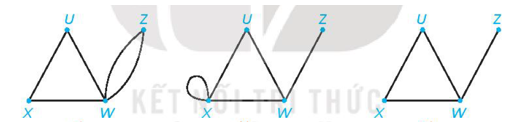 U Z U Z U Z
KẾT NỐI TRI THỨC
X W X W X W